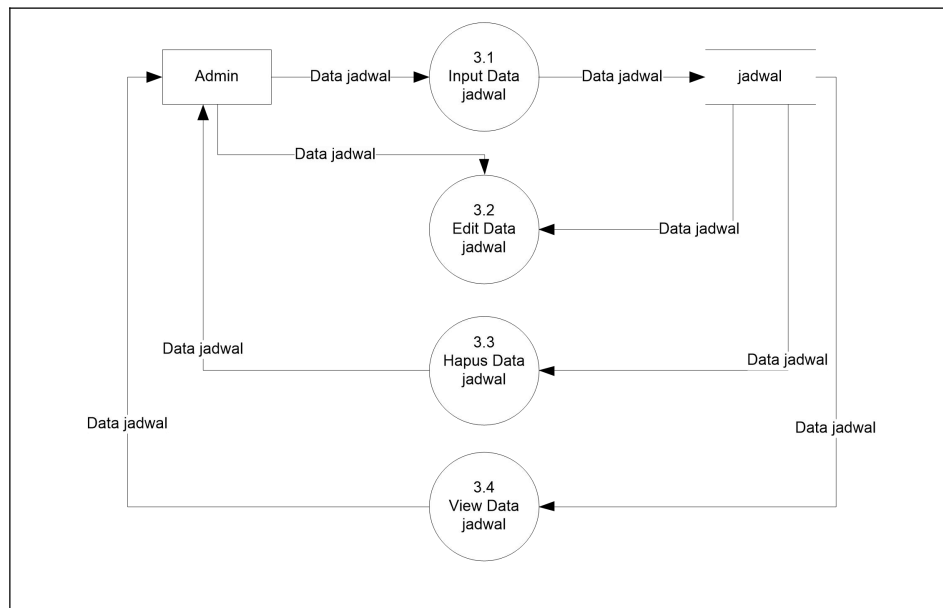 Admin
Data jadwal
3.1
Input Data
jadwal
Data jadwal
jadwal
Data jadwal
3.2
Edit Data
jadwal
Data jadwal
Data jadwal
3.3
Hapus Data
jadwal
Data jadwal
Data jadwal
Data jadwal
3.4
View Data
jadwal